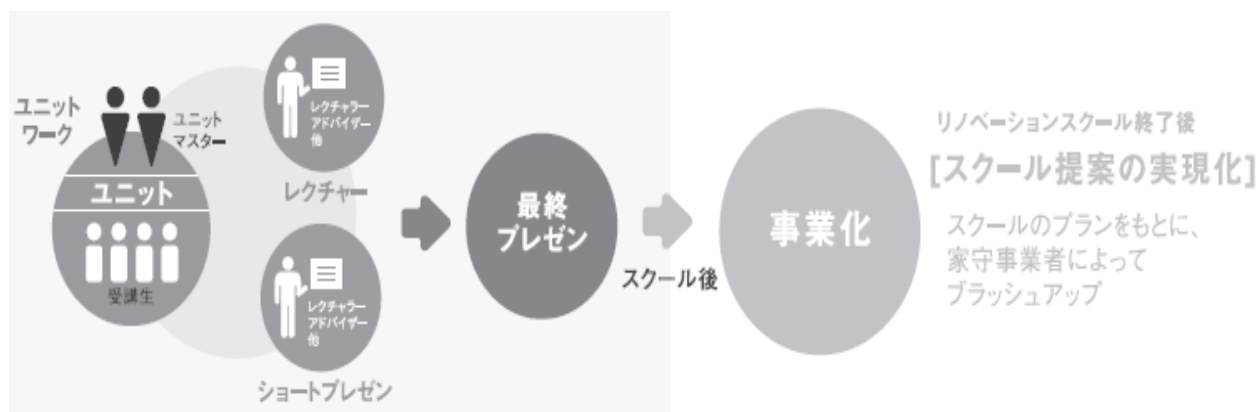 ユニット
ワーク
ユニット
マスター
ユニット
受講生
レクチャラー
アドバイザー
他
レクチャー
レクチャラー
アドバイザー
他
ショートプレゼン
最終
プレゼン
スクール後
事業化
リノベーションスクール終了後
[スクール提案の実現化]
スクールのプランをもとに、
家守事業者によって
ブラッシュアップ